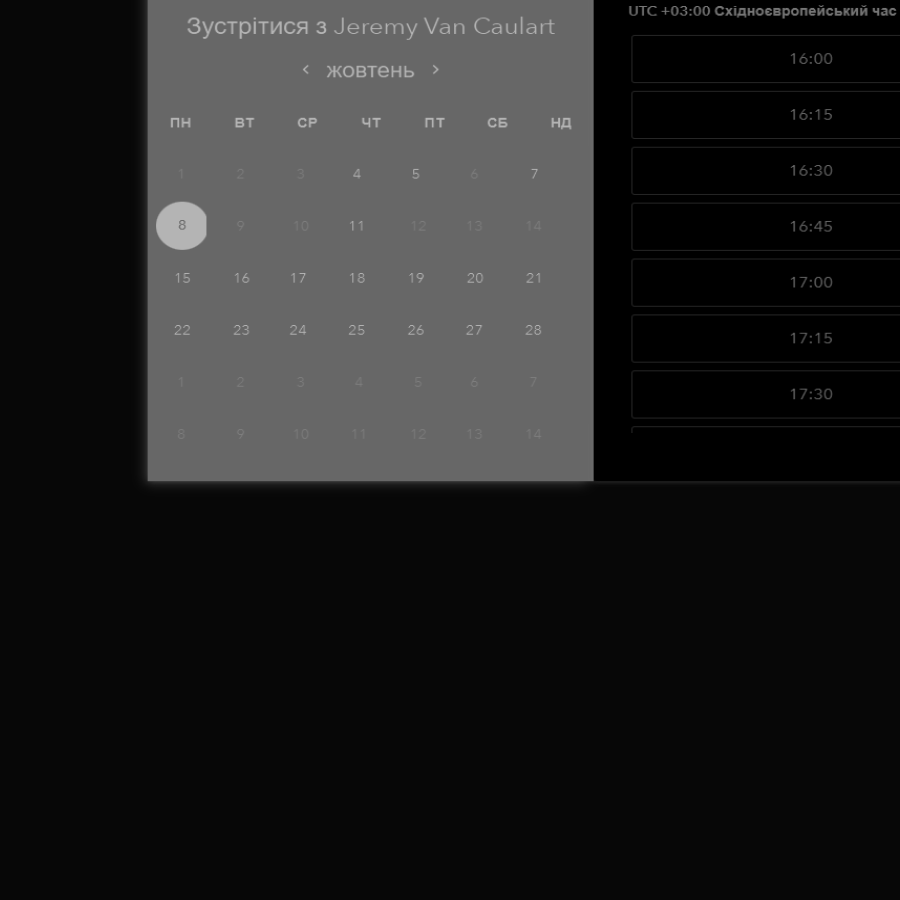 Зустрітися з Jeremy Van Caulart
‹ жовтень ›
ПН ВТ СР ЧТ ПТ СБ НД
1 2 3 4 5 6 7
8 9 10 11 12 13 14
15 16 17 18 19 20 21
22 23 24 25 26 27 28
1 2 3 4 5 6 7
8 9 10 11 12 13 14
UTC +03:00 Східноєвропейський час
16:00
16:15
16:30
16:45
17:00
17:15
17:30